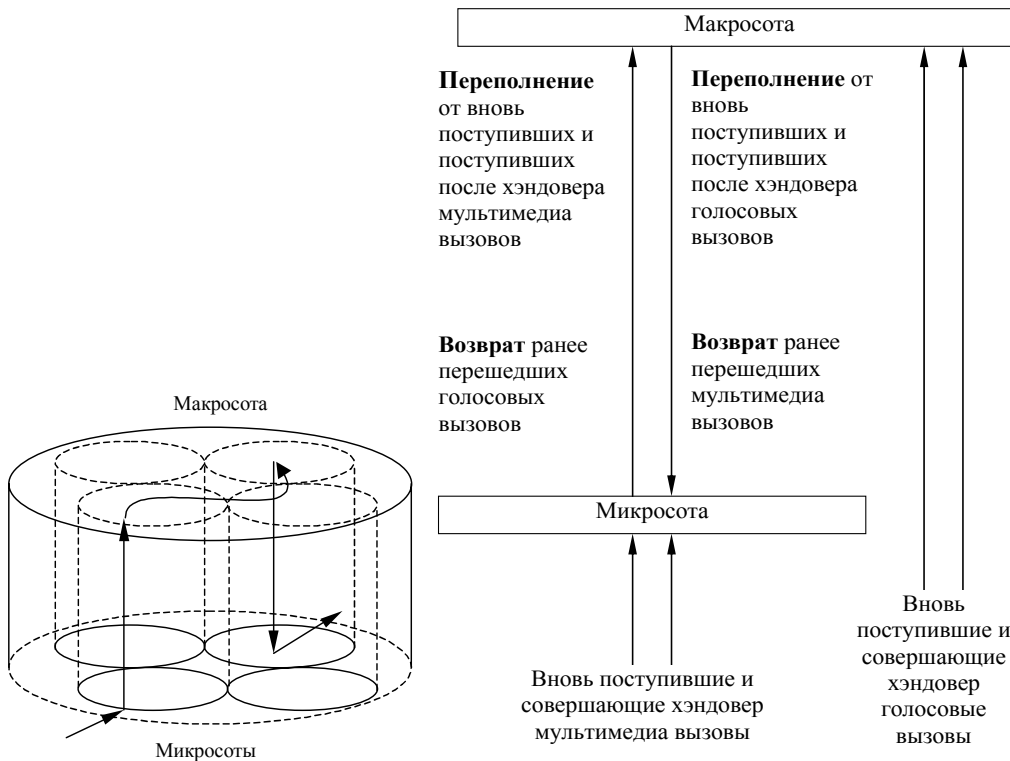 Макросота
Переполнение
от вновь
поступивших и
поступивших
после хэндовера
мультимедиа
вызовов
Переполнение от
вновь
поступивших и
поступивших
после хэндовера
голосовых
вызовов
Возврат ранее
перешедших
голосовых
вызовов
Возврат ранее
перешедших
мультимедиа
вызовов
Микросота
Вновь поступившие и
совершающие хэндовер
мультимедиа вызовы
Вновь
поступившие и
совершающие
хэндовер
голосовые
вызовы
Макросота
Микросоты